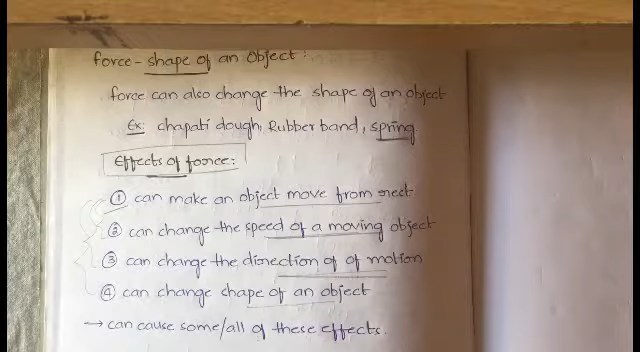 force - shape of an object :
force can also change the shape of an object
Ex: chapati dough, Rubber band, spring
Effects of force:
① can make an object move from rest
② can change the speed of a moving object
③ can change the direction of of motion
④ can change shape of an object
→ can cause some/all of these effects.